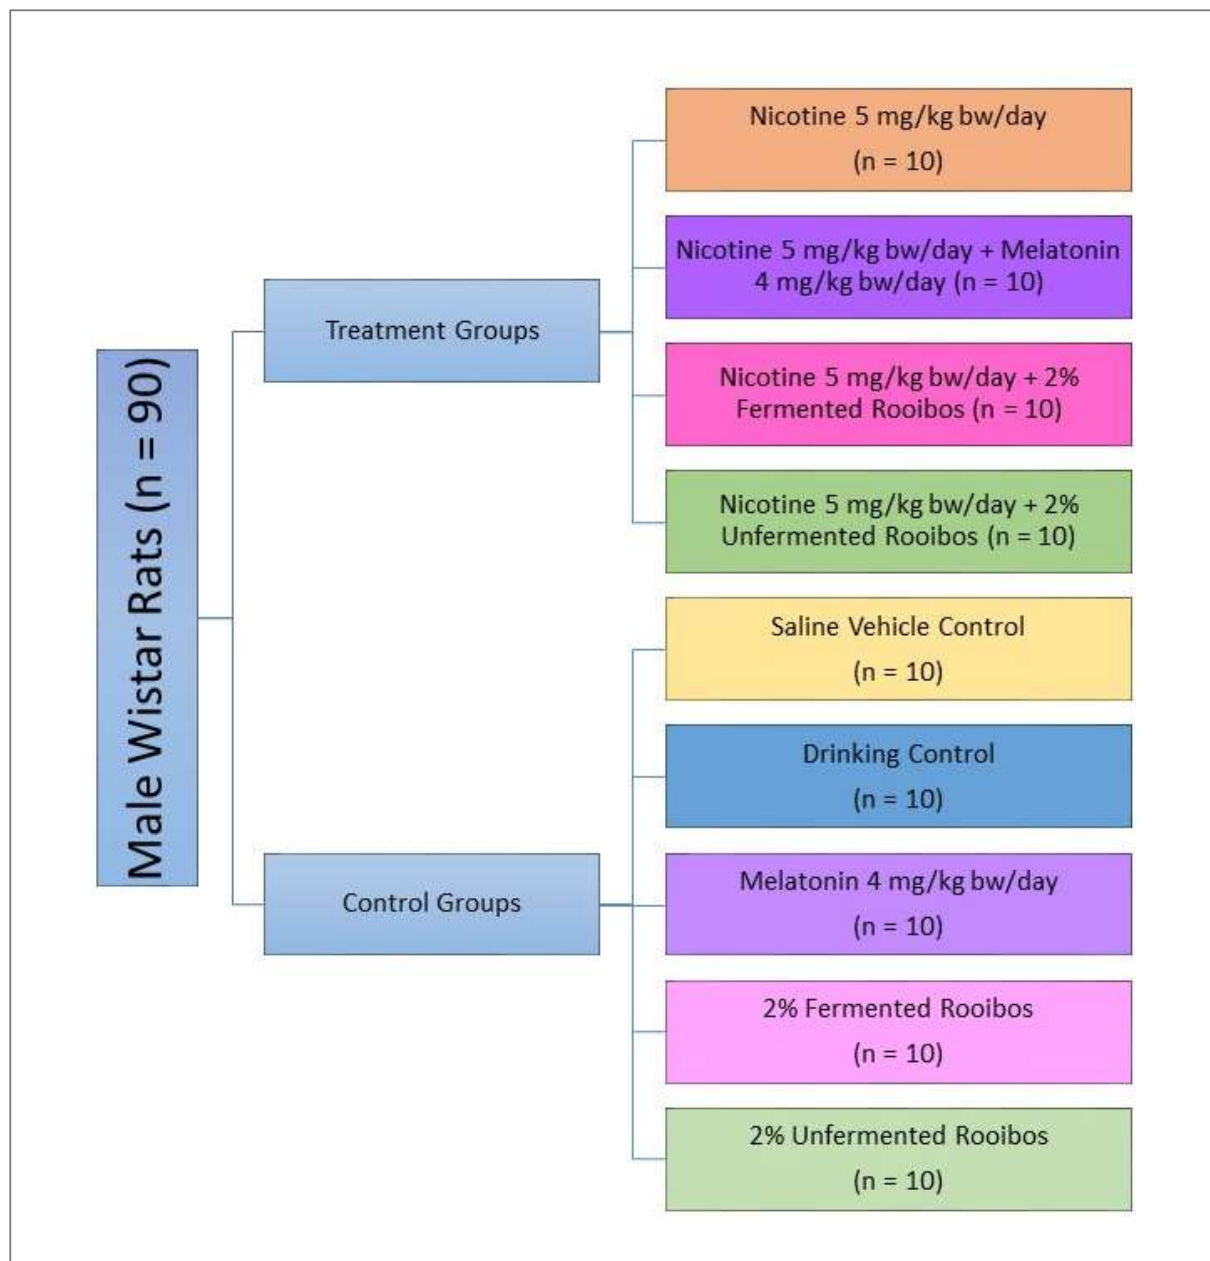 Male Wistar Rats (n = 90)
Treatment Groups
Nicotine 5 mg/kg bw/day
(n = 10)
Nicotine 5 mg/kg bw/day + Melatonin
4 mg/kg bw/day (n = 10)
Nicotine 5 mg/kg bw/day + 2%
Fermented Rooibos (n = 10)
Nicotine 5 mg/kg bw/day + 2%
Unfermented Rooibos (n = 10)
Control Groups
Saline Vehicle Control
(n = 10)
Drinking Control
(n = 10)
Melatonin 4 mg/kg bw/day
(n = 10)
2% Fermented Rooibos
(n = 10)
2% Unfermented Rooibos
(n = 10)